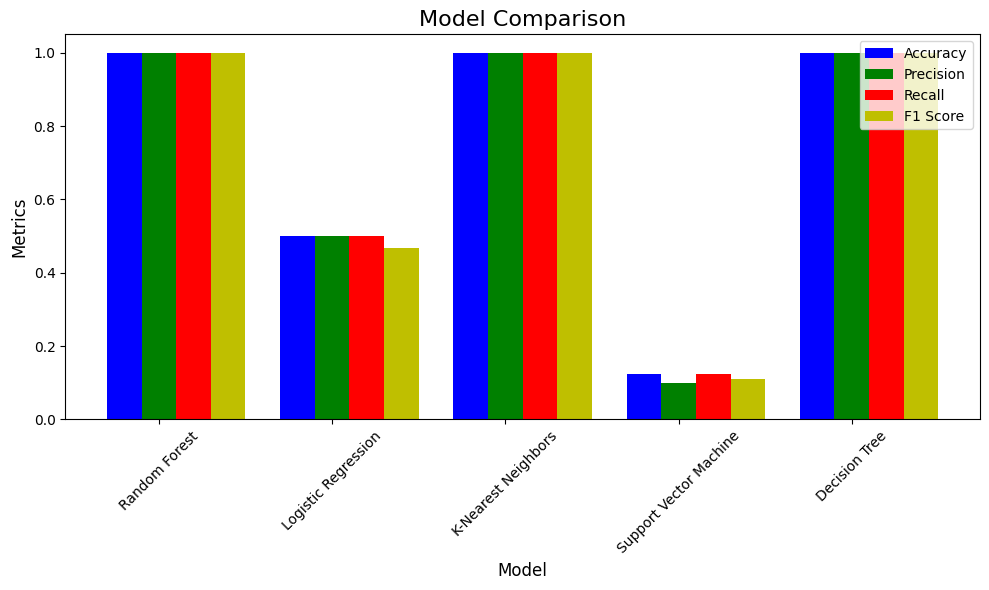 Model Comparison
Accuracy
Precision
Recall
F1 Score
Metrics
1.0
0.8
0.6
0.4
0.2
0.0
Random Forest
Logistic Regression
K-Nearest Neighbors
Support Vector Machine
Decision Tree
Model